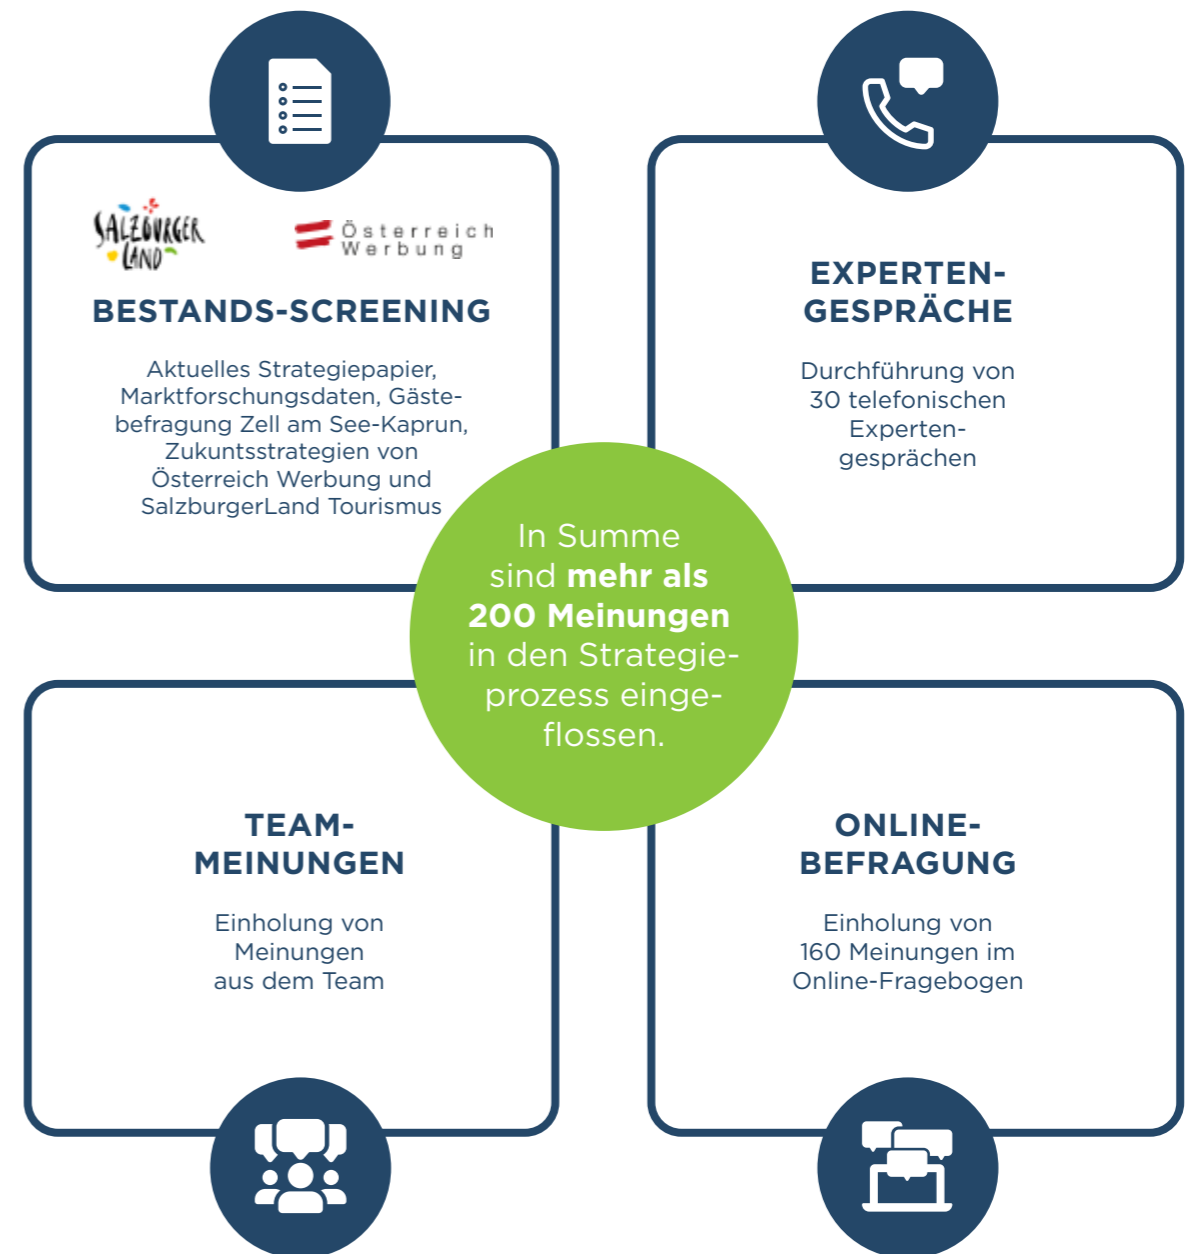 SALZBURGER
LAND
Österreich
Werbung
BESTANDS-SCREENING
Aktuelles Strategiepapier,
Marktforschungsdaten, Gäste-
befragung Zell am See-Kaprun,
Zukuntsstrategien von
Österreich Werbung und
SalzburgerLand Tourismus
EXPERTEN-
GESPRÄCHE
Durchführung von
30 telefonischen
Experten-
gesprächen
In Summe
sind mehr als
200 Meinungen
in den Strategie-
prozess einge-
flossen.
TEAM-
MEINUNGEN
Einholung von
Meinungen
aus dem Team
ONLINE-
BEFRAGUNG
Einholung von
160 Meinungen im
Online-Fragebogen